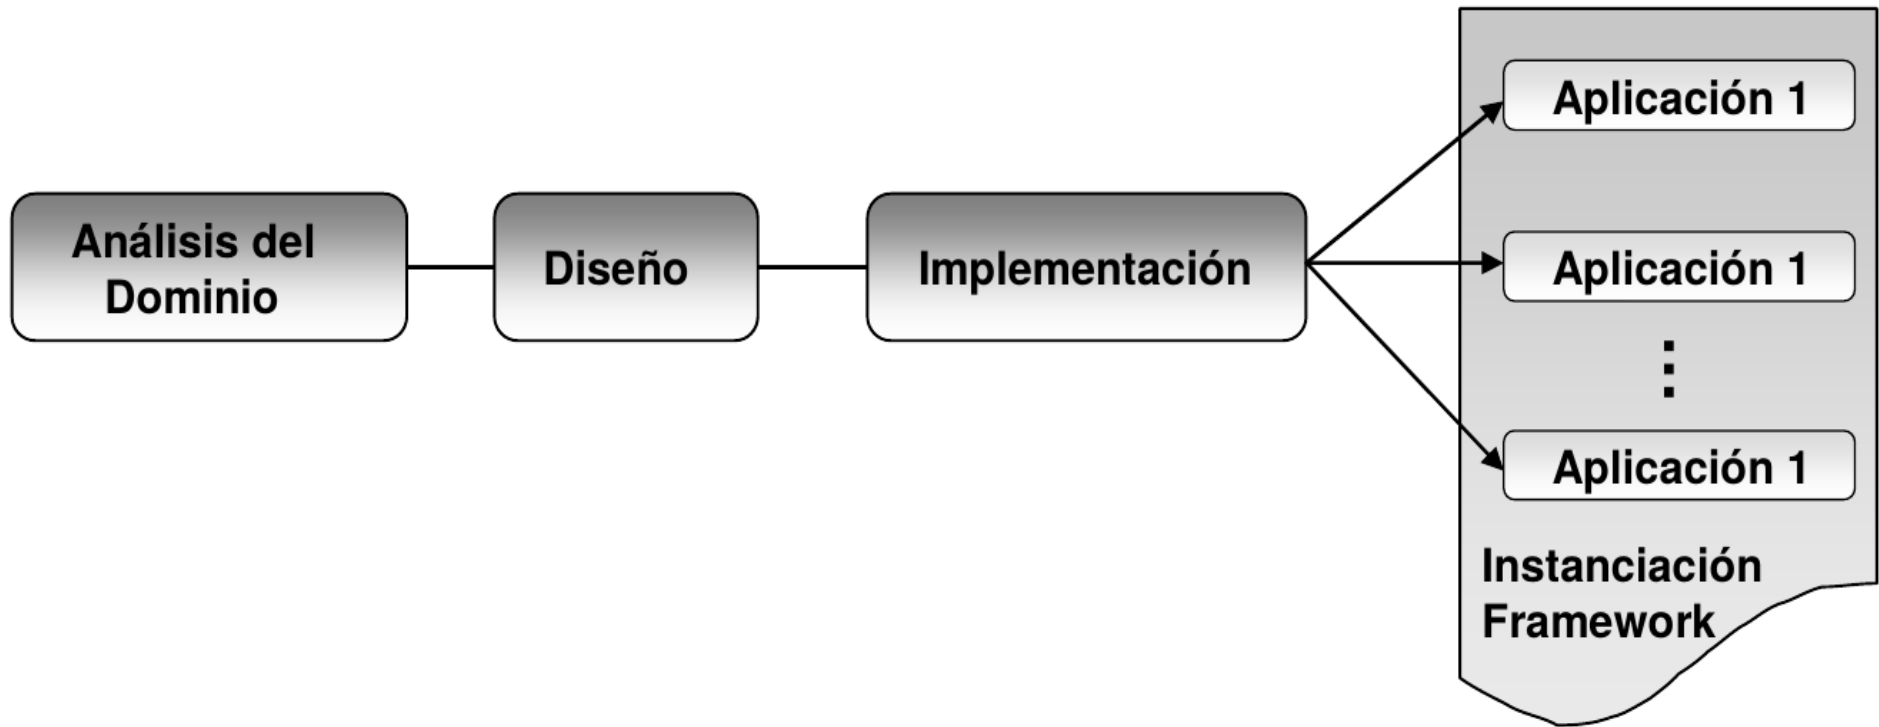 Análisis del
Dominio
Diseño
Implementación
Aplicación 1
Aplicación 1
Aplicación 1
Instanciación
Framework